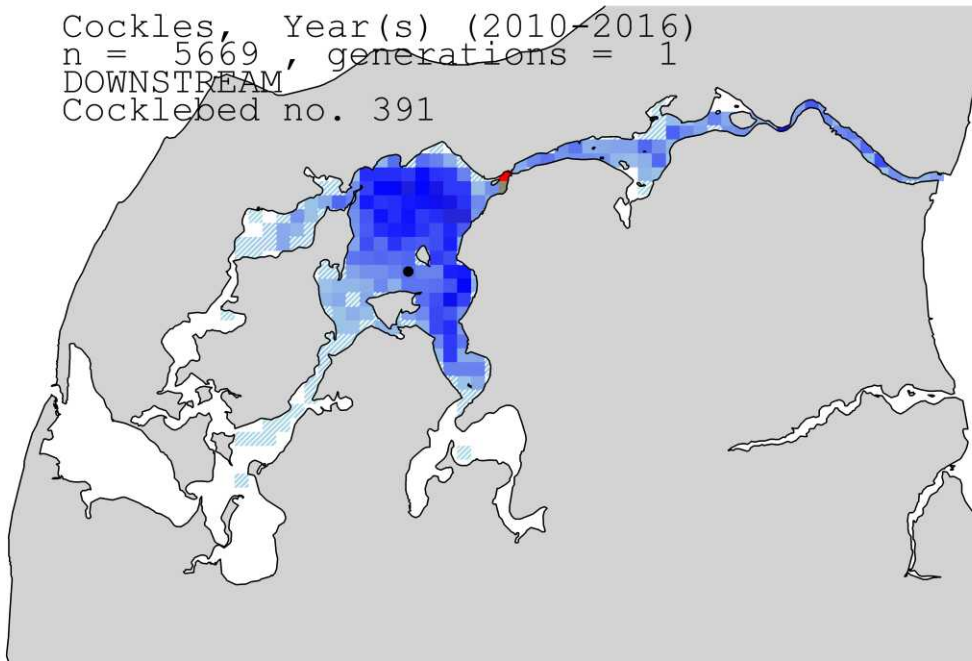 Cockles, Year(s) (2010-2016)
n = 5669 , generations = 1
DOWNSTREAM
Cocklebed no. 391